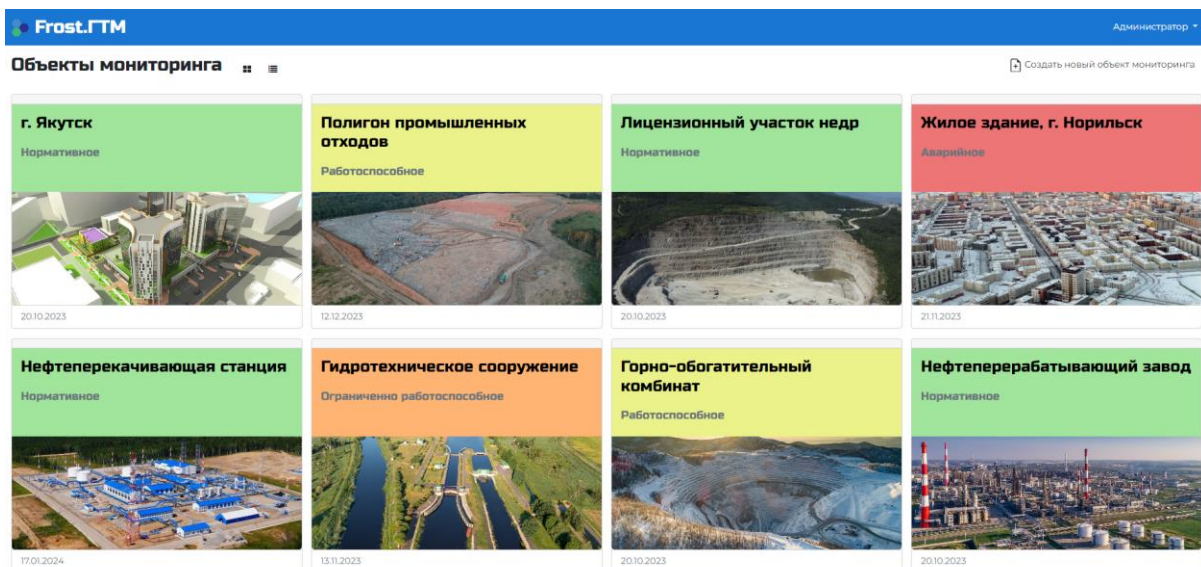 Frost.ГТМ
Администратор
Объекты мониторинга
Создать новый объект мониторинга
г. Якутск
Нормативное
20.10.2023
Полигон промышленных
отходов
Работоспособное
12.12.2023
Лицензионный участок недр
Нормативное
20.10.2023
Жилое здание, г. Норильск
Аварийное
21.11.2023
Нефтеперекачивающая станция
Нормативное
17.01.2024
Гидротехническое сооружение
Ограниченно работоспособное
13.11.2023
Горно-обогатительный
комбинат
Работоспособное
20.10.2023
Нефтеперерабатывающий завод
Нормативное
20.10.2023